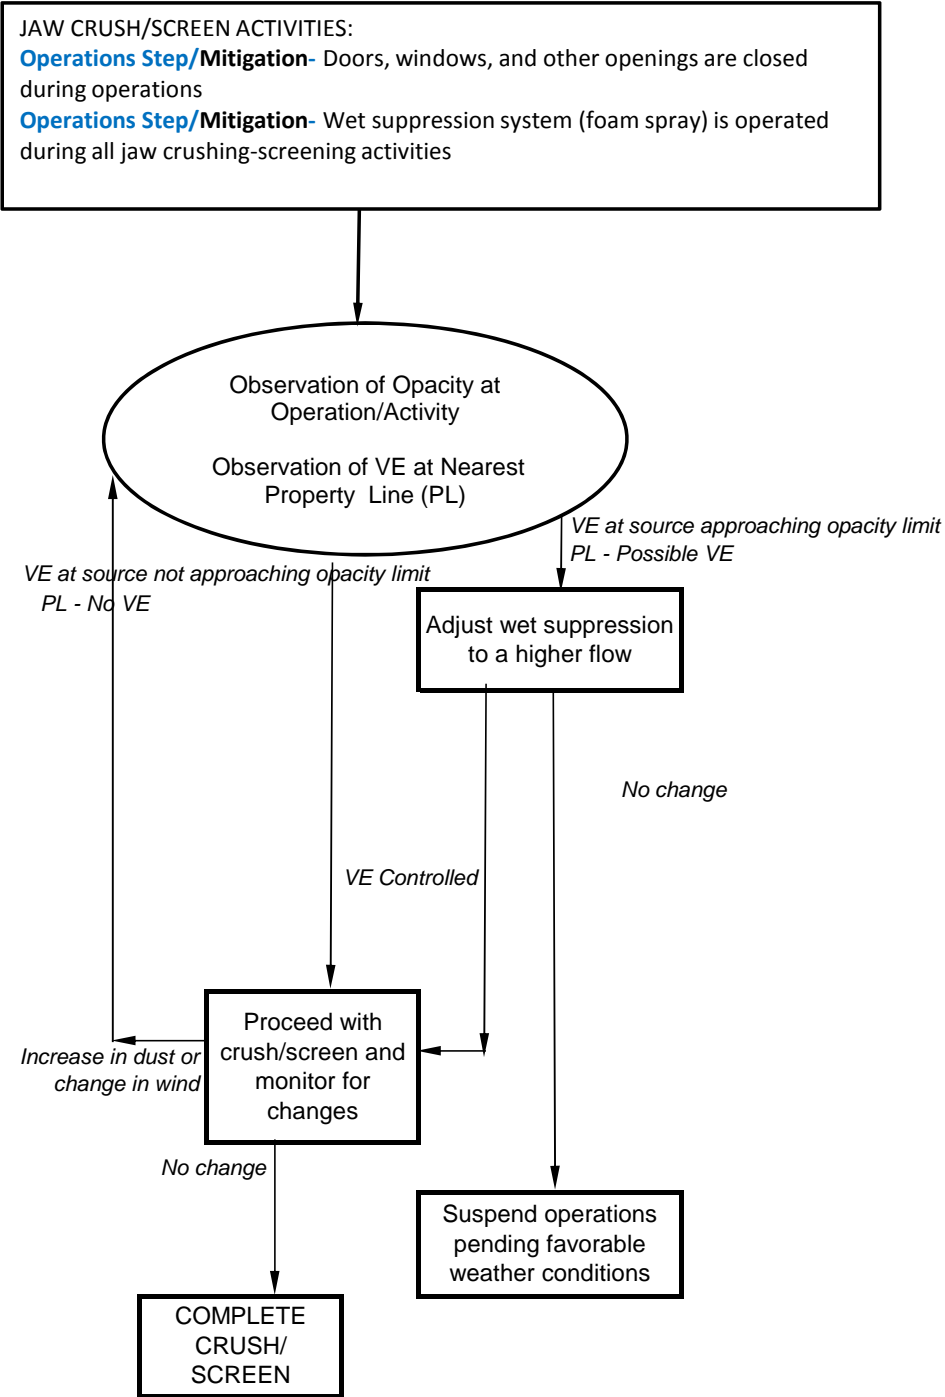 JAW CRUSH/SCREEN ACTIVITIES:
Operations Step/Mitigation- Doors, windows, and other openings are closed
during operations
Operations Step/Mitigation- Wet suppression system (foam spray) is operated
during all jaw crushing-screening activities
Observation of Opacity at
Operation/Activity
Observation of VE at Nearest
Property Line (PL)
VE at source approaching opacity limit
PL - Possible VE
VE at source not approaching opacity limit
PL - No VE
Adjust wet suppression
to a higher flow
No change
VE Controlled
Proceed with
crush/screen and
monitor for
changes
Increase in dust or
change in wind
No change
Suspend operations
pending favorable
weather conditions
COMPLETE
CRUSH/
SCREEN